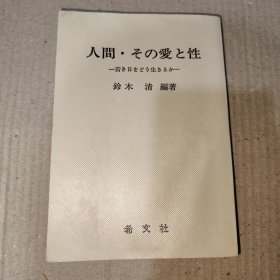 人間・その愛と性
—若き日をどう生きるか—
鈴木 清 編著
希文社